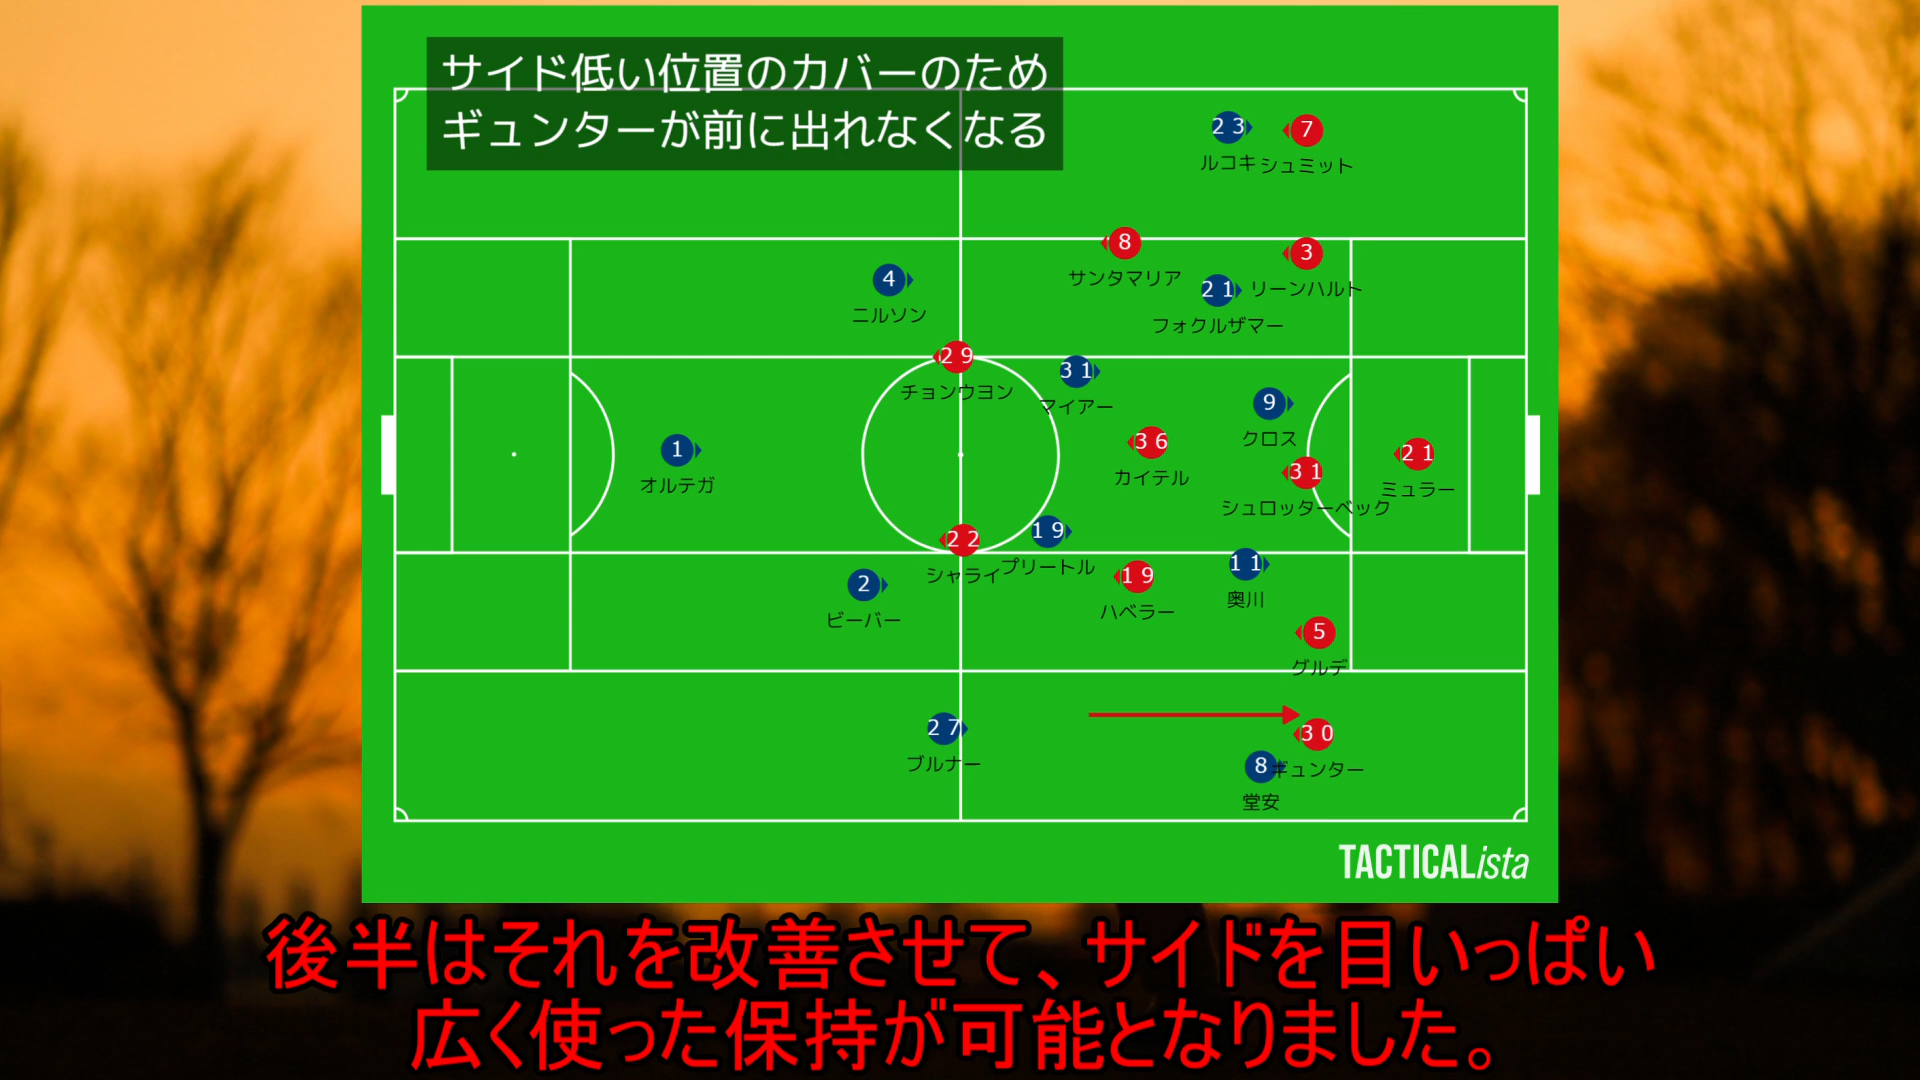 サイド低い位置のカバーのため
ギュンターが前に出れなくなる
23
ルコキ
7
シュミット
8
サンタマリア
3
リーンハルト
4
ニルソン
21
フォクルザマー
29
チョンウヨン
31
マイアー
9
クロス
1
オルテガ
36
カイテル
31
シュロッターベック
21
ミュラー
22
シャライ
19
プリートル
2
ビーバー
19
ハベラー
11
奥川
5
グルデ
27
ブルナー
30
ギュンター
8
堂安
TACTICALista
後半はそれを改善させて、サイドを目いっぱい
広く使った保持が可能となりました。